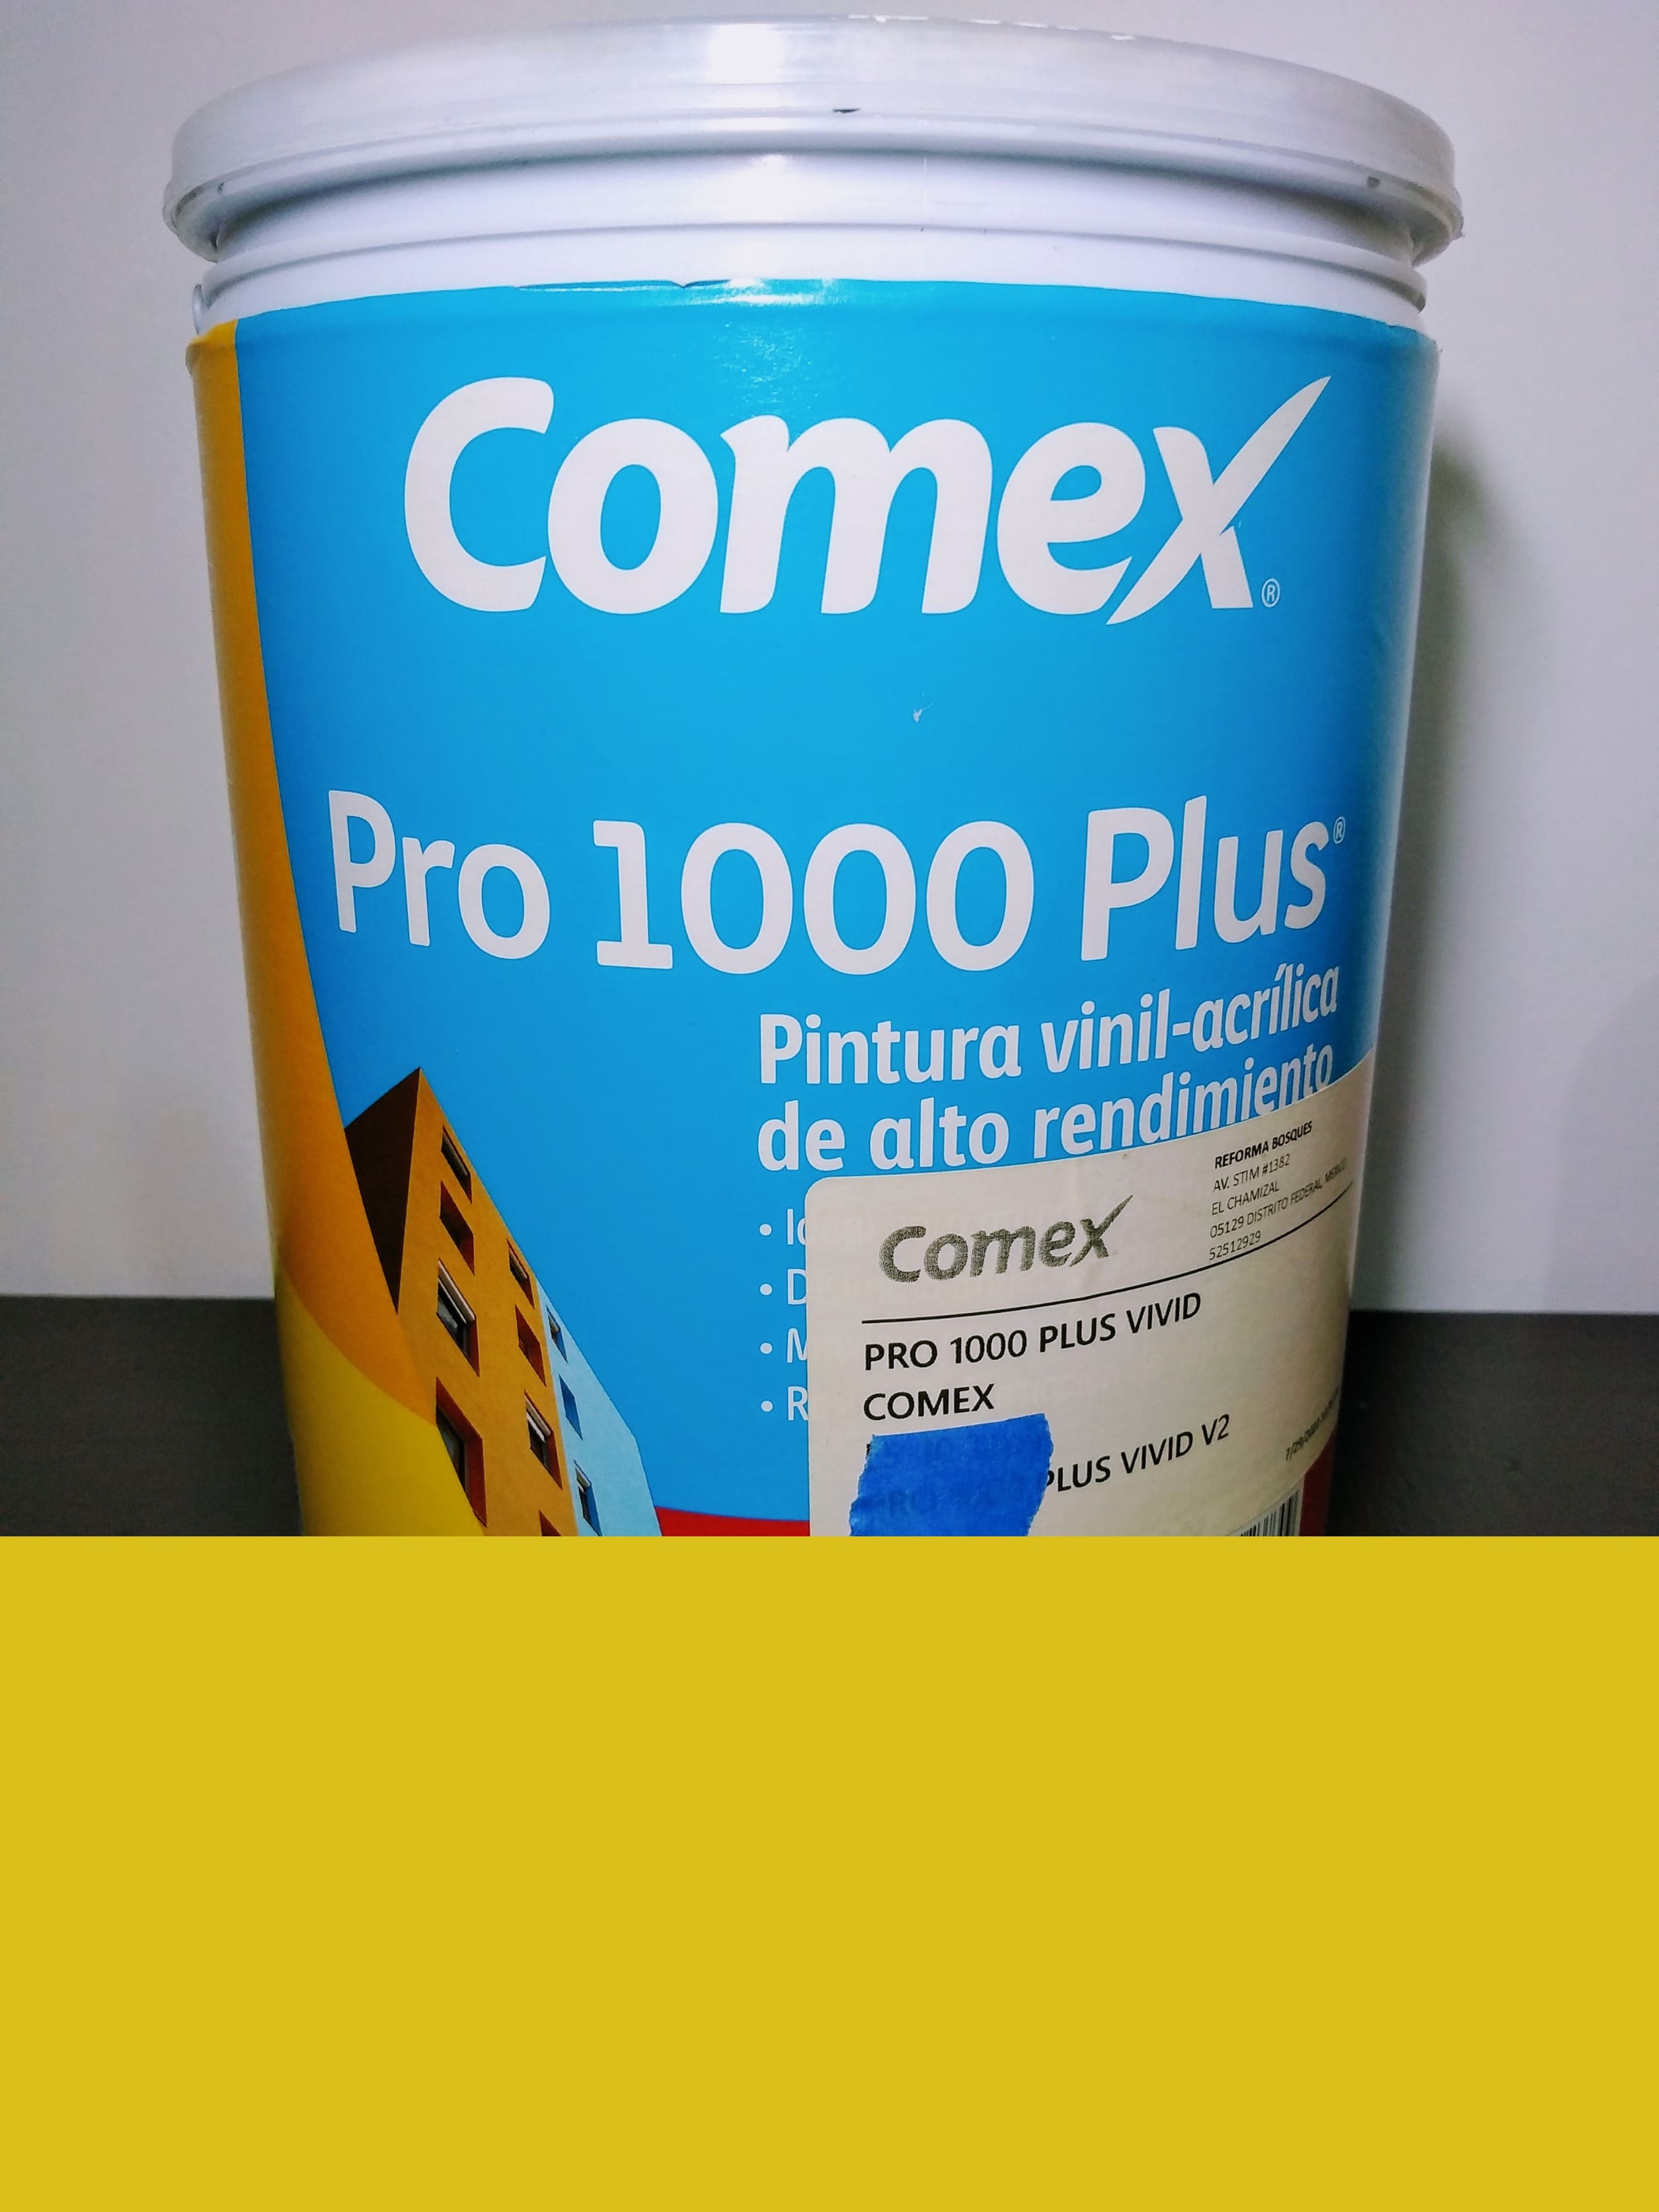 Comex®
Pro 1000 Plus®
Pintura vinil-acrílica
de alto rendimiento
Comex
REFORMA BOSQUES
AV. STIM #1382
EL CHAMIZAL
05129 DISTRITO FEDERAL, MEXICO
52512929
PRO 1000 PLUS VIVID
COMEX
PLUS VIVID V2